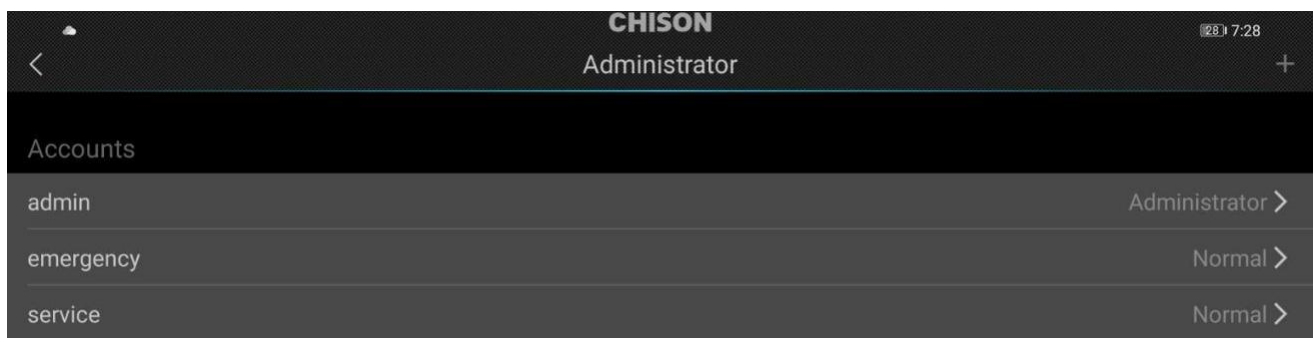 CHISON
28 7:28
Administrator
Accounts
admin Administrator
emergency Normal
service Normal